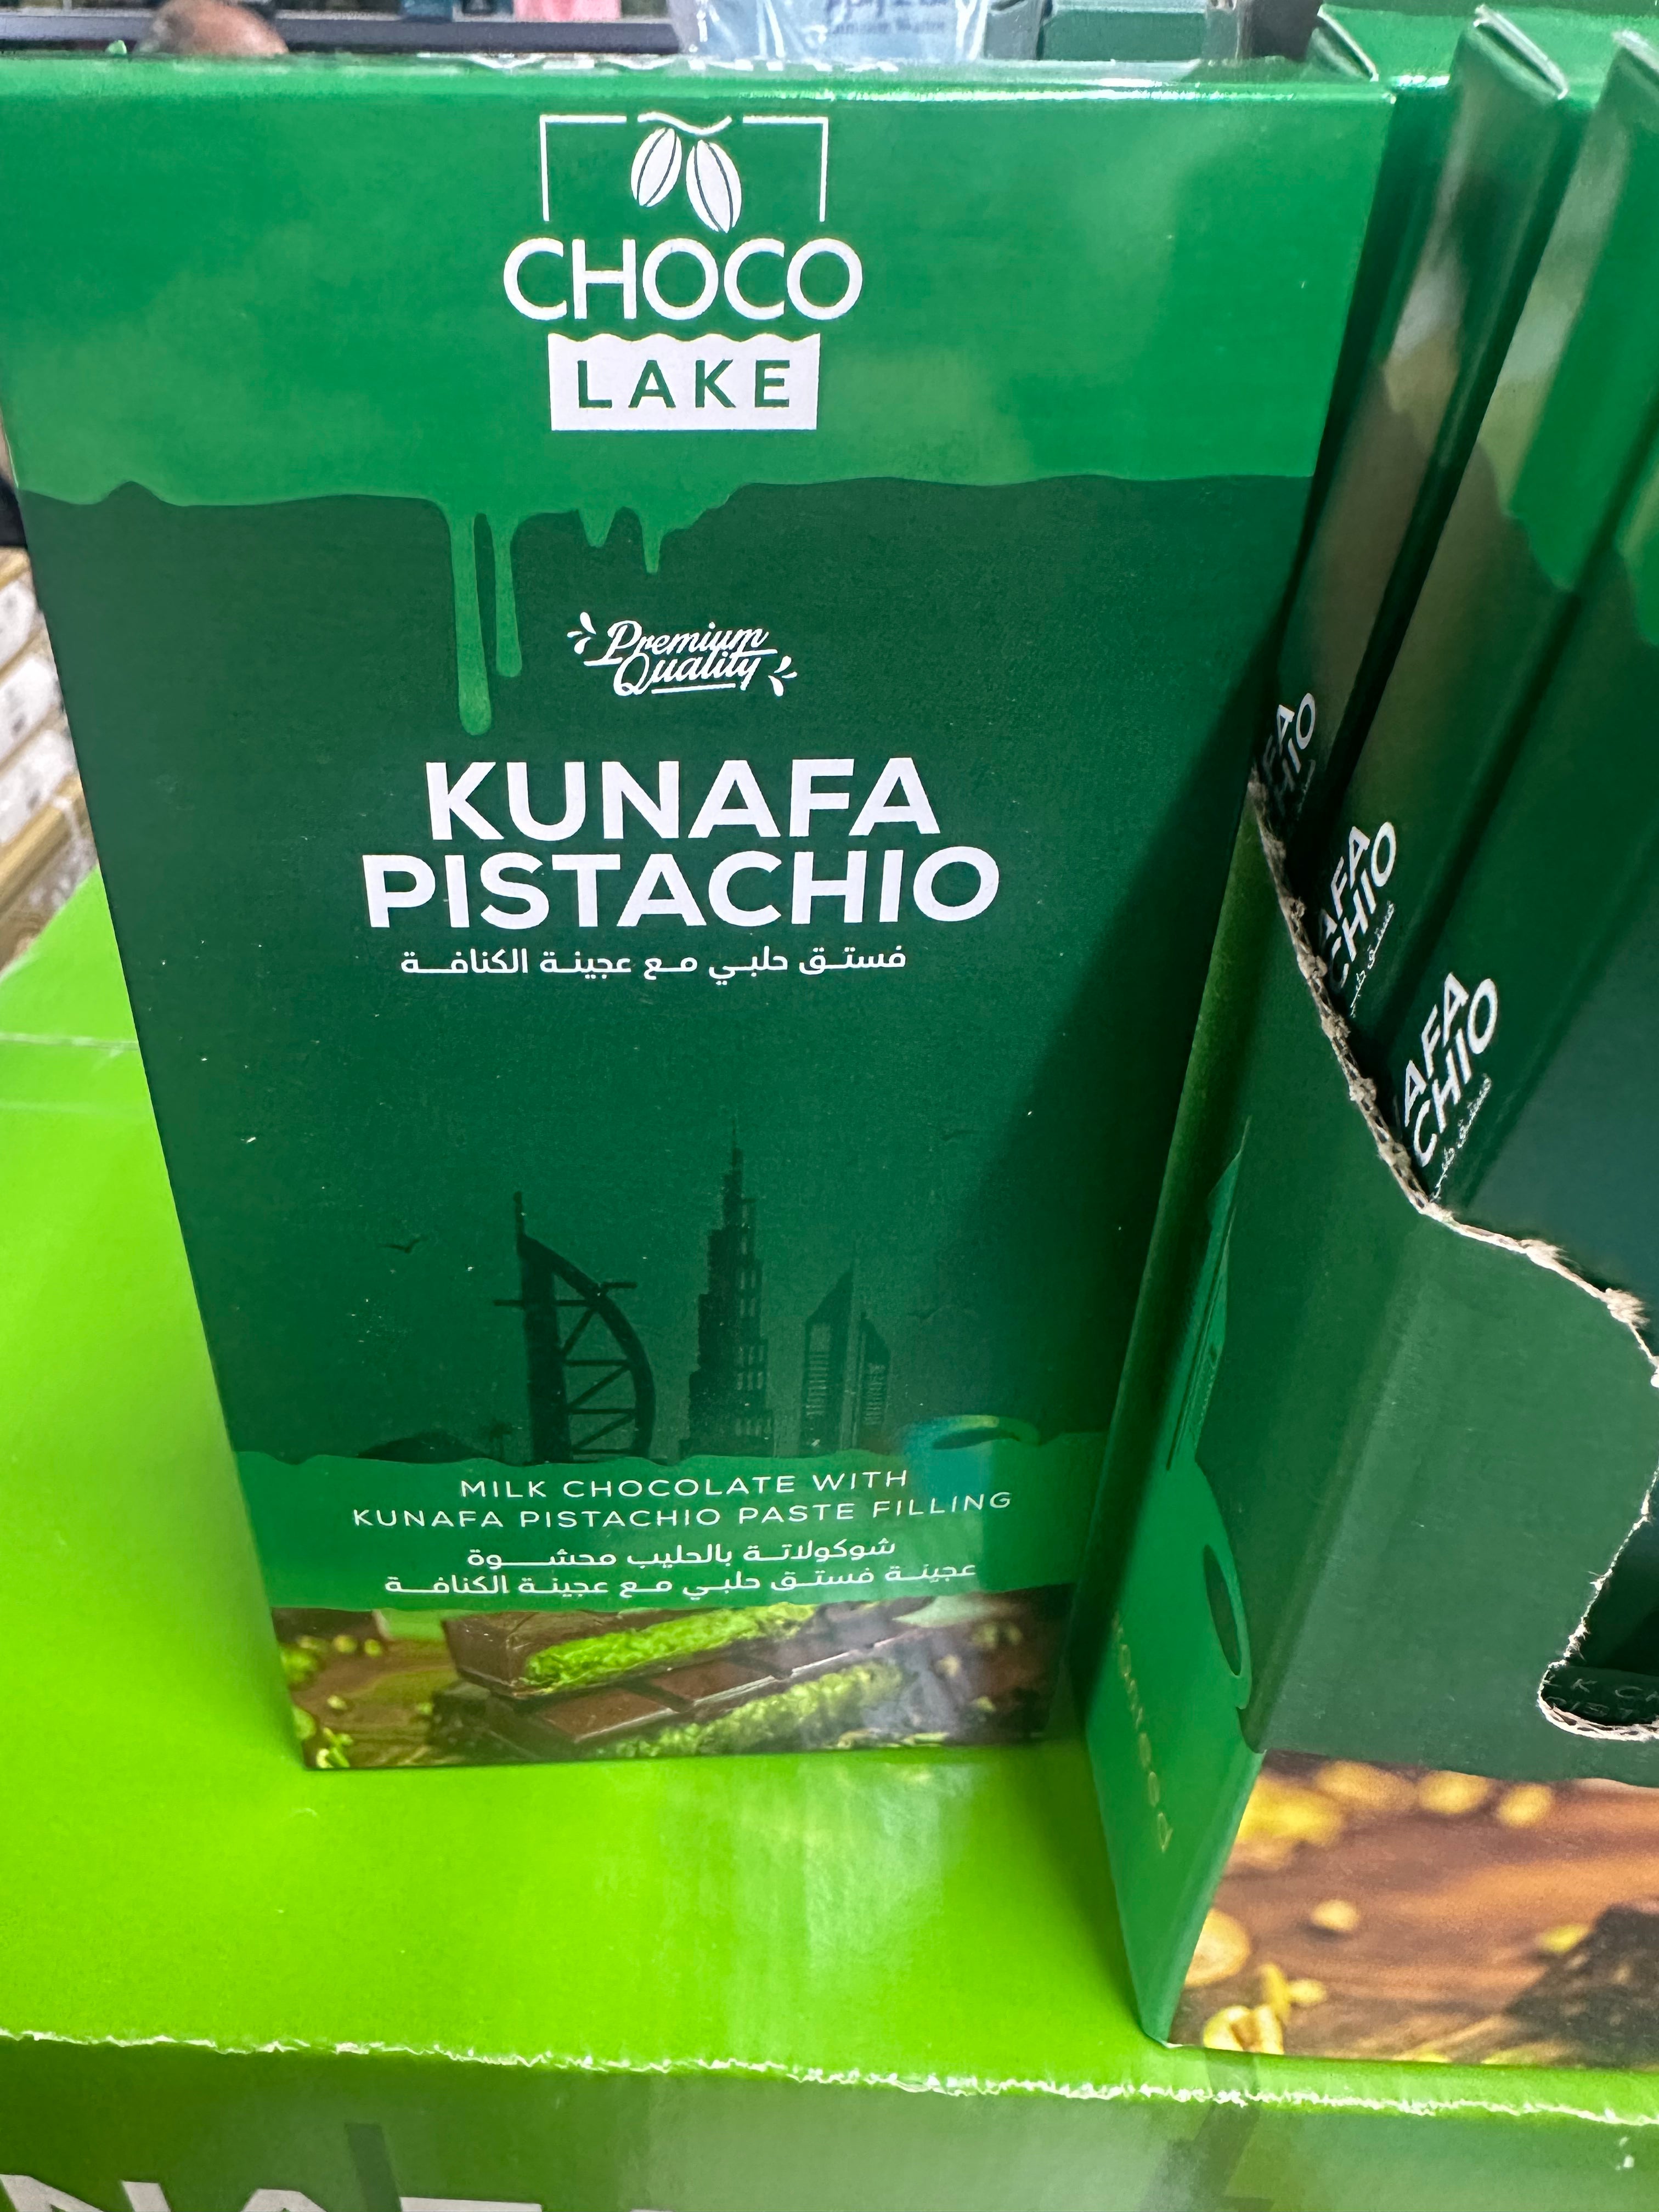 CHOCO
LAKE
Premium
Quality
KUNAFA
PISTACHIO
فستق حلبي مع عجينة الكنافة
MILK CHOCOLATE WITH
KUNAFA PISTACHIO PASTE FILLING
شوكولاتة بالحليب محشوة
عجينة فستق حلبي مع عجينة الكنافة
AFA
CHIO
AFA
CHIO